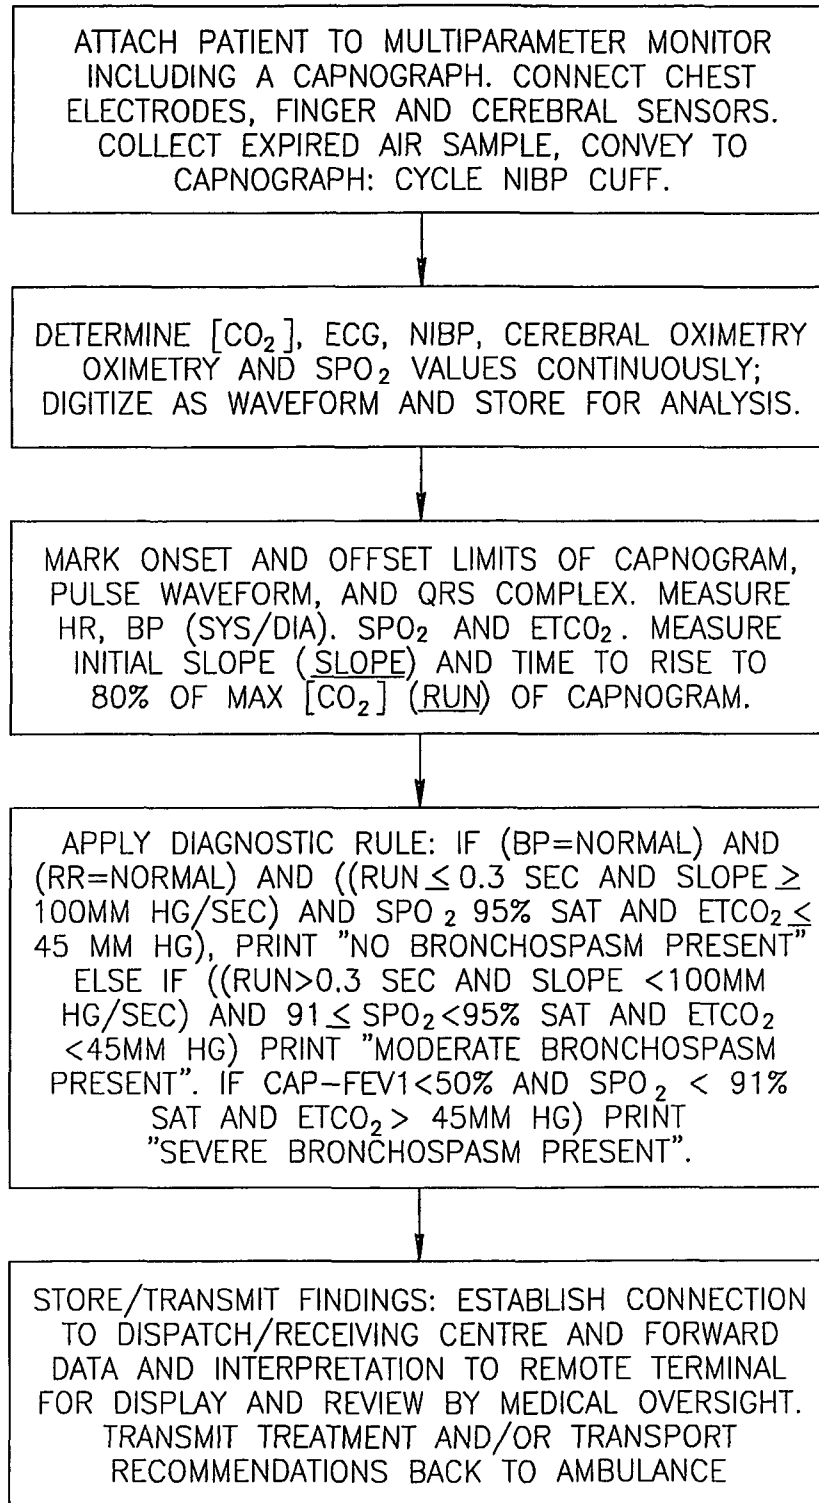 ATTACH PATIENT TO MULTIPARAMETER MONITOR
INCLUDING A CAPNOGRAPH. CONNECT CHEST
ELECTRODES, FINGER AND CEREBRAL SENSORS.
COLLECT EXPIRED AIR SAMPLE, CONVEY TO
CAPNOGRAPH: CYCLE NIBP CUFF.
DETERMINE [CO₂], ECG, NIBP, CEREBRAL OXIMETRY
OXIMETRY AND SPO₂ VALUES CONTINUOUSLY;
DIGITIZE AS WAVEFORM AND STORE FOR ANALYSIS.
MARK ONSET AND OFFSET LIMITS OF CAPNOGRAM,
PULSE WAVEFORM, AND QRS COMPLEX. MEASURE
HR, BP (SYS/DIA). SPO₂ AND ETCO₂. MEASURE
INITIAL SLOPE (SLOPE) AND TIME TO RISE TO
80% OF MAX [CO₂] (RUN) OF CAPNOGRAM.
APPLY DIAGNOSTIC RULE: IF (BP=NORMAL) AND
(RR=NORMAL) AND ((RUN ≤ 0.3 SEC AND SLOPE ≥
100MM HG/SEC) AND SPO₂ 95% SAT AND ETCO₂ ≤
45 MM HG), PRINT "NO BRONCHOSPASM PRESENT"
ELSE IF ((RUN>0.3 SEC AND SLOPE <100MM
HG/SEC) AND 91 ≤ SPO₂<95% SAT AND ETCO₂
<45MM HG) PRINT "MODERATE BRONCHOSPASM
PRESENT". IF CAP-FEV1<50% AND SPO₂ < 91%
SAT AND ETCO₂> 45MM HG) PRINT
"SEVERE BRONCHOSPASM PRESENT".
STORE/TRANSMIT FINDINGS: ESTABLISH CONNECTION
TO DISPATCH/RECEIVING CENTRE AND FORWARD
DATA AND INTERPRETATION TO REMOTE TERMINAL
FOR DISPLAY AND REVIEW BY MEDICAL OVERSIGHT.
TRANSMIT TREATMENT AND/OR TRANSPORT
RECOMMENDATIONS BACK TO AMBULANCE